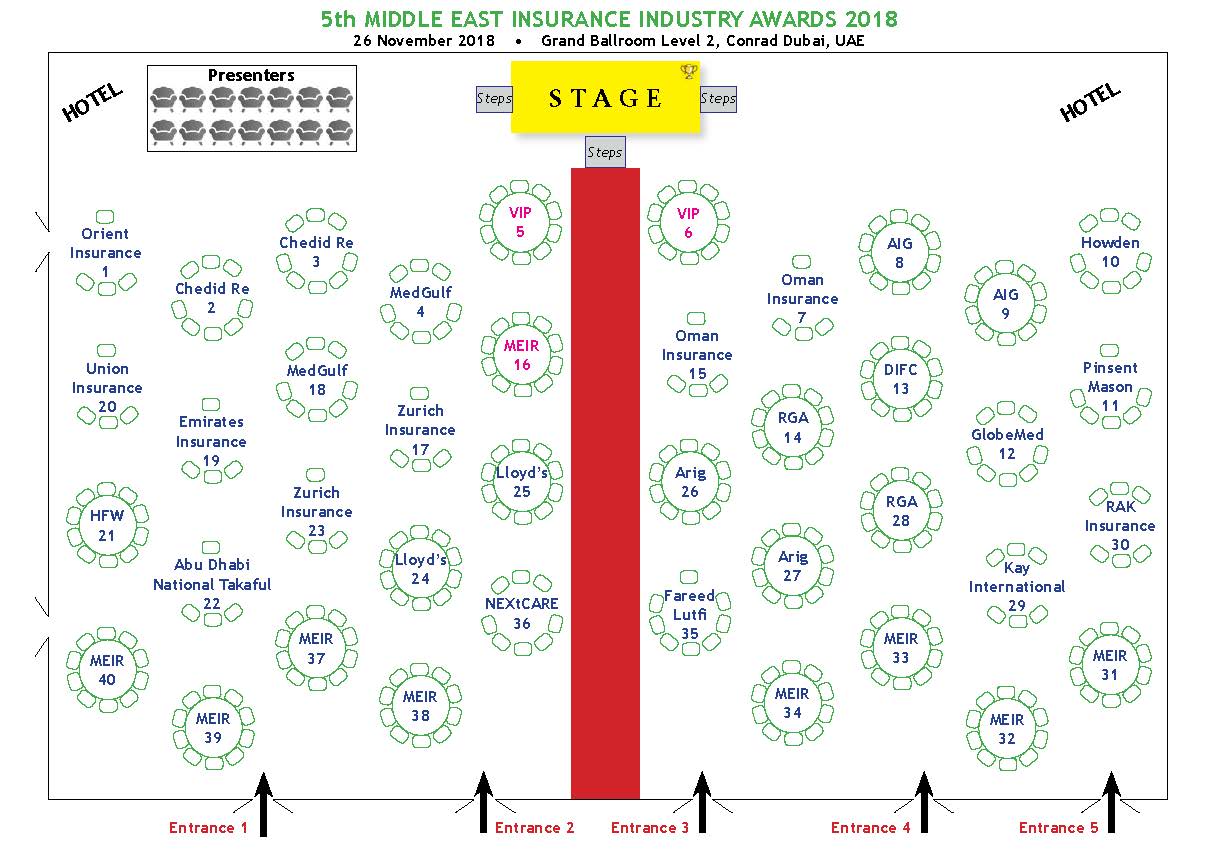 5th MIDDLE EAST INSURANCE INDUSTRY AWARDS 2018
26 November 2018 • Grand Ballroom Level 2, Conrad Dubai, UAE
HOTEL
Presenters
Steps
STAGE
Steps
HOTEL
Steps
VIP
5
VIP
6
Orient
Insurance
1
Chedid Re
2
Chedid Re
3
MedGulf
4
Oman
Insurance
7
AIG
8
AIG
9
Howden
10
Union
Insurance
20
Emirates
Insurance
19
MedGulf
18
Zurich
Insurance
17
MEIR
16
Oman
Insurance
15
RGA
14
DIFC
13
GlobeMed
12
Pinsent
Mason
11
HFW
21
Abu Dhabi
National Takaful
22
Zurich
Insurance
23
Lloyd's
24
Lloyd's
25
Arig
26
Arig
27
RGA
28
Kay
International
29
RAK
Insurance
30
MEIR
40
MEIR
39
MEIR
37
MEIR
38
NEXtCARE
36
Fareed
Lutfi
35
MEIR
34
MEIR
33
MEIR
32
MEIR
31
Entrance 1
Entrance 2
Entrance 3
Entrance 4
Entrance 5